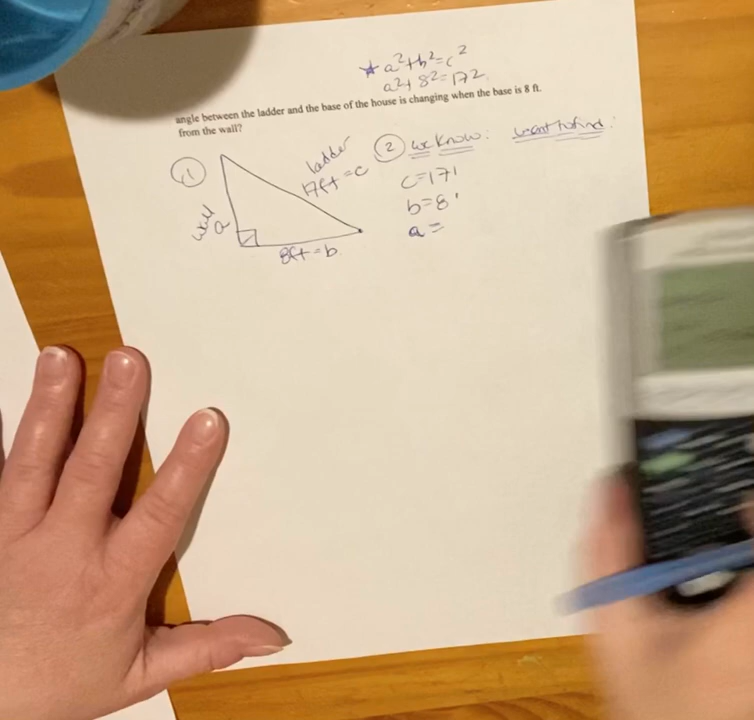 ★ a²+b²=c²
a²+8²=17²
angle between the ladder and the base of the house is changing when the base is 8 ft.
from the wall?
① ladder
17ft=c
wall
a
8ft=b
② we know: want to find:
c=17'
b=8'
a=